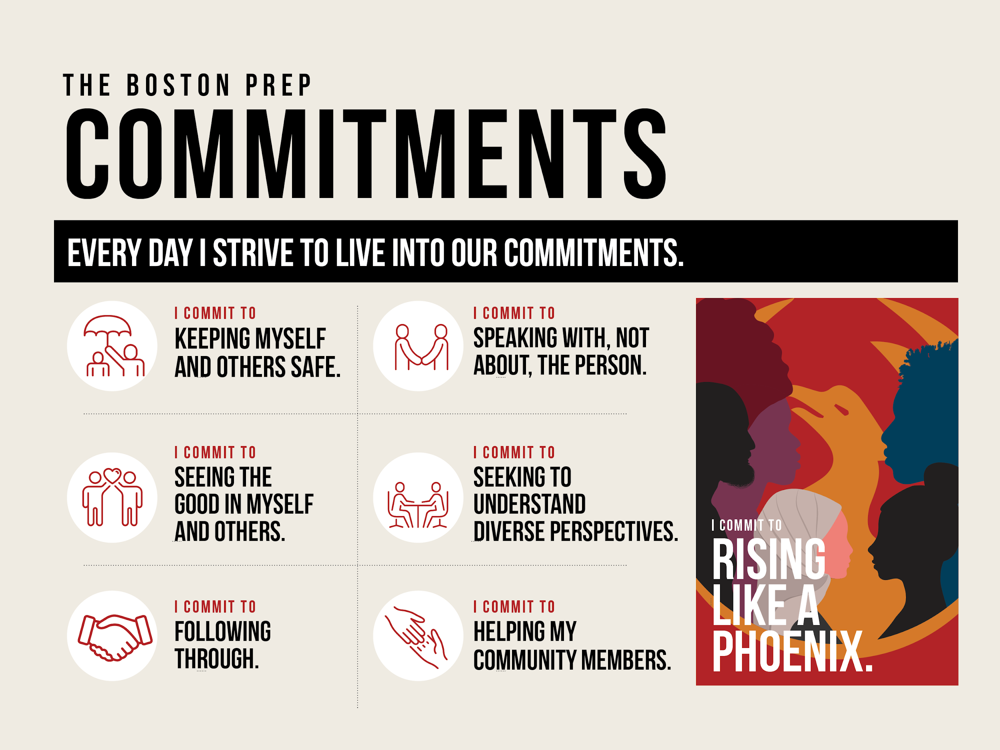 THE BOSTON PREP
COMMITMENTS
EVERY DAY I STRIVE TO LIVE INTO OUR COMMITMENTS.
I COMMIT TO
KEEPING MYSELF
AND OTHERS SAFE.
I COMMIT TO
SPEAKING WITH, NOT
ABOUT, THE PERSON.
I COMMIT TO
SEEING THE
GOOD IN MYSELF
AND OTHERS.
I COMMIT TO
SEEKING TO
UNDERSTAND
DIVERSE PERSPECTIVES.
I COMMIT TO
FOLLOWING
THROUGH.
I COMMIT TO
HELPING MY
COMMUNITY MEMBERS.
I COMMIT TO
RISING
LIKE A
PHOENIX.